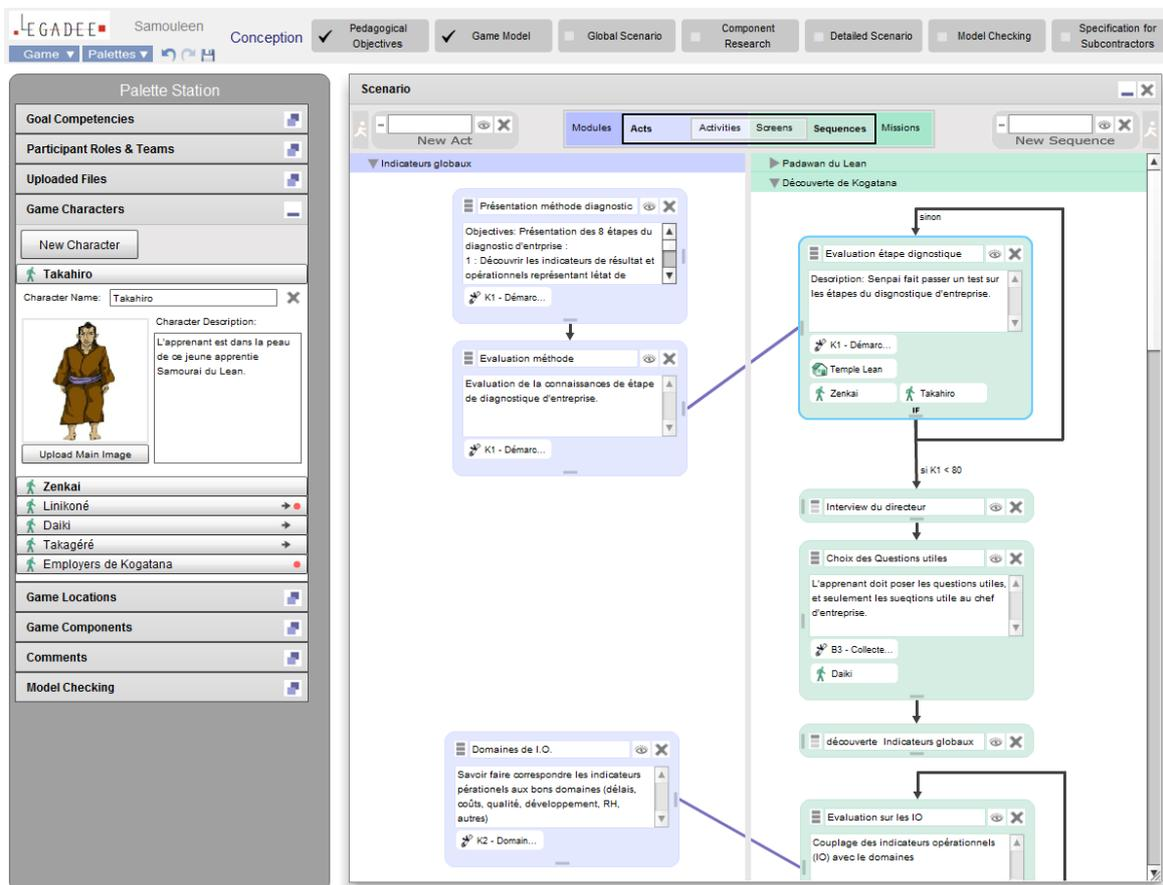 LEGADEE
Samouleen
Game
Palettes
Conception
Pedagogical
Objectives
Game Model
Global Scenario
Component
Research
Detailed Scenario
Model Checking
Specification for
Subcontractors
Palette Station
Goal Competencies
Participant Roles & Teams
Uploaded Files
Game Characters
New Character
Takahiro
Character Name: Takahiro
Character Description:
L'apprenant est dans la peau
de ce jeune apprentie
Samourai du Lean.
Upload Main Image
Zenkai
Linikoné
Daiki
Takagéré
Employers de Kogatana
Game Locations
Game Components
Comments
Model Checking
Scenario
New Act
Modules
Acts
Activities
Screens
Sequences
Missions
New Sequence
Indicateurs globaux
Présentation méthode diagnostic
Objectives: Présentation des 8 étapes du
diagnostic d'entrprise :
1 : Découvrir les indicateurs de résultat et
opérationnels représentant létat de
K1 - Démarc...
Evaluation méthode
Evaluation de la connaissances de étape
de diagnostique d'entreprise.
K1 - Démarc...
Domaines de I.O.
Savoir faire correspondre les indicateurs
pérationels aux bons domaines (délais,
coûts, qualité, développement, RH,
autres)
K2 - Domain...
Padawan du Lean
Découverte de Kogatana
sinon
Evaluation étape dignostique
Description: Senpai fait passer un test sur
les étapes du diagnostique d'entreprise.
K1 - Démarc...
Temple Lean
Zenkai
Takahiro
IF
si K1 < 80
Interview du directeur
Choix des Questions utiles
L'apprenant doit poser les questions utiles,
et seulement les sueqtions utile au chef
d'entreprise.
B3 - Collecte...
Daiki
découverte Indicateurs globaux
Evaluation sur les IO
Couplage des indicateurs opérationnels
(IO) avec le domaines